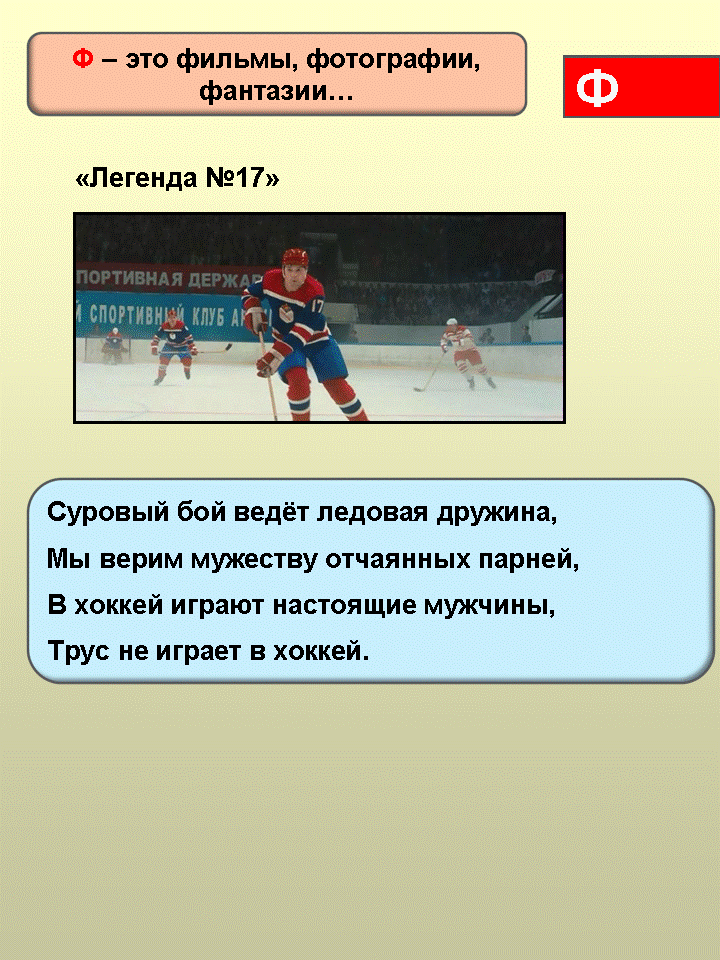 Ф – это фильмы, фотографии,
фантазии…
Ф
«Легенда №17»
ПОРТИВНАЯ ДЕРЖАВ
Й СПОРТИВНЫЙ КЛУБ
17
Суровый бой ведёт ледовая дружина,
Мы верим мужеству отчаянных парней,
В хоккей играют настоящие мужчины,
Трус не играет в хоккей.